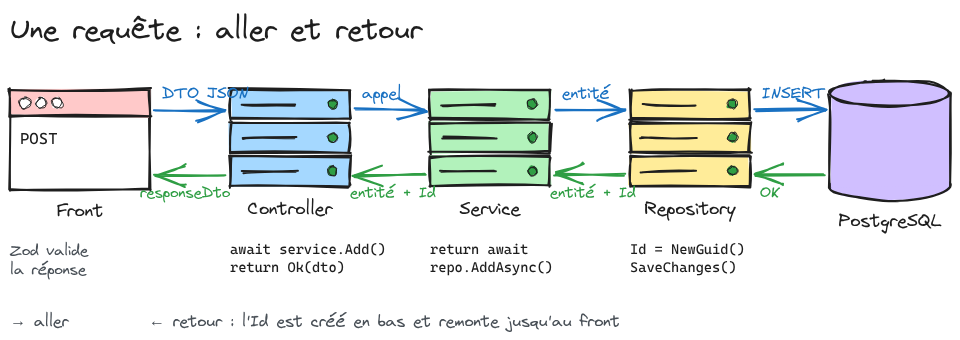 Une requête : aller et retour
DTO JSON
appel
entité
INSERT
POST
responseDto
entité + Id
entité + Id
OK
Front
Controller
Service
Repository
PostgreSQL
Zod valide
la réponse
await service.Add()
return Ok(dto)
return await
repo.AddAsync()
Id = NewGuid()
SaveChanges()
→ aller
← retour : l'Id est créé en bas et remonte jusqu'au front